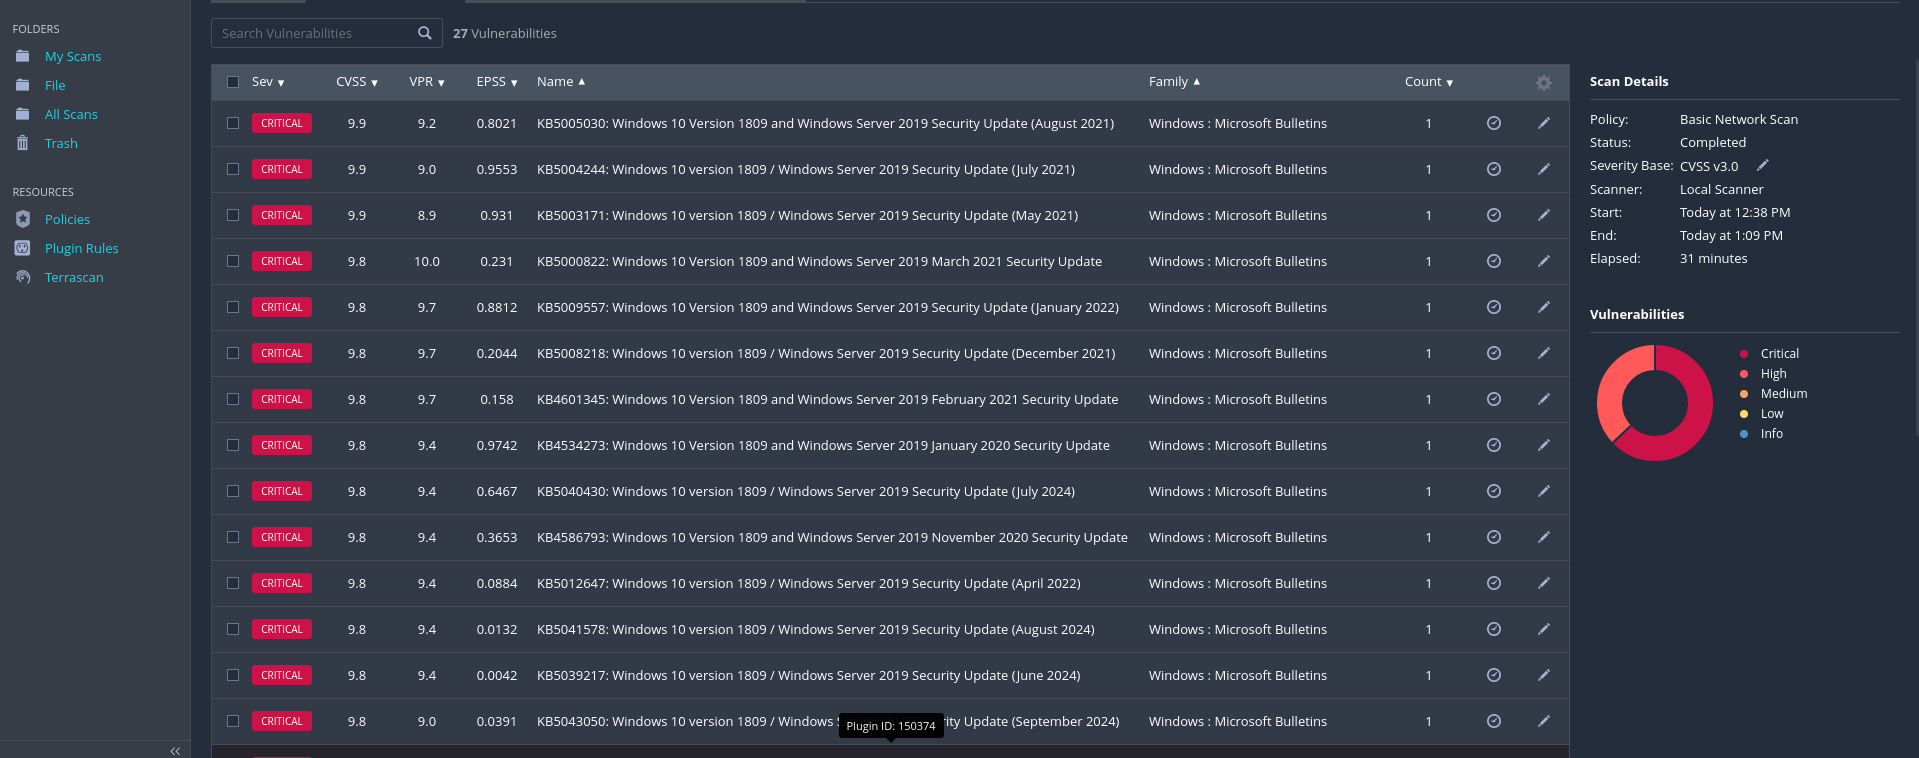 FOLDERS
My Scans
File
All Scans
Trash
RESOURCES
Policies
Plugin Rules
Terrascan
Search Vulnerabilities
27 Vulnerabilities
Sev CVSS VPR EPSS Name Family Count
CRITICAL 9.9 9.2 0.8021 KB5005030: Windows 10 Version 1809 and Windows Server 2019 Security Update (August 2021) Windows : Microsoft Bulletins 1
CRITICAL 9.9 9.0 0.9553 KB5004244: Windows 10 version 1809 / Windows Server 2019 Security Update (July 2021) Windows : Microsoft Bulletins 1
CRITICAL 9.9 8.9 0.931 KB5003171: Windows 10 version 1809 / Windows Server 2019 Security Update (May 2021) Windows : Microsoft Bulletins 1
CRITICAL 9.8 10.0 0.231 KB5000822: Windows 10 Version 1809 and Windows Server 2019 March 2021 Security Update Windows : Microsoft Bulletins 1
CRITICAL 9.8 9.7 0.8812 KB5009557: Windows 10 Version 1809 and Windows Server 2019 Security Update (January 2022) Windows : Microsoft Bulletins 1
CRITICAL 9.8 9.7 0.2044 KB5008218: Windows 10 version 1809 / Windows Server 2019 Security Update (December 2021) Windows : Microsoft Bulletins 1
CRITICAL 9.8 9.7 0.158 KB4601345: Windows 10 Version 1809 and Windows Server 2019 February 2021 Security Update Windows : Microsoft Bulletins 1
CRITICAL 9.8 9.4 0.9742 KB4534273: Windows 10 Version 1809 and Windows Server 2019 January 2020 Security Update Windows : Microsoft Bulletins 1
CRITICAL 9.8 9.4 0.6467 KB5040430: Windows 10 version 1809 / Windows Server 2019 Security Update (July 2024) Windows : Microsoft Bulletins 1
CRITICAL 9.8 9.4 0.3653 KB4586793: Windows 10 Version 1809 and Windows Server 2019 November 2020 Security Update Windows : Microsoft Bulletins 1
CRITICAL 9.8 9.4 0.0884 KB5012647: Windows 10 version 1809 / Windows Server 2019 Security Update (April 2022) Windows : Microsoft Bulletins 1
CRITICAL 9.8 9.4 0.0132 KB5041578: Windows 10 version 1809 / Windows Server 2019 Security Update (August 2024) Windows : Microsoft Bulletins 1
CRITICAL 9.8 9.4 0.0042 KB5039217: Windows 10 version 1809 / Windows Server 2019 Security Update (June 2024) Windows : Microsoft Bulletins 1
CRITICAL 9.8 9.0 0.0391 KB5043050: Windows 10 version 1809 / Windows Update (September 2024) Windows : Microsoft Bulletins 1
Plugin ID: 150374
Scan Details
Policy: Basic Network Scan
Status: Completed
Severity Base: CVSS v3.0
Scanner: Local Scanner
Start: Today at 12:38 PM
End: Today at 1:09 PM
Elapsed: 31 minutes
Vulnerabilities
Critical
High
Medium
Low
Info